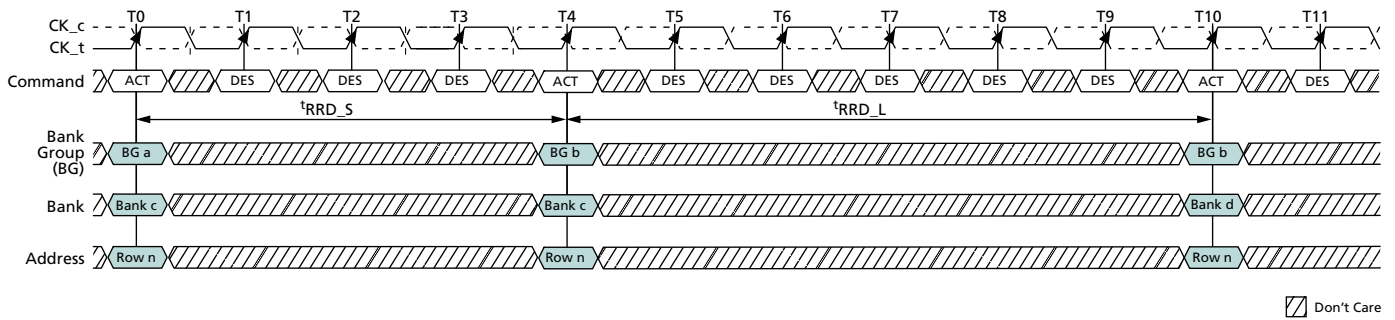 T0 T1 T2 T3 T4 T5 T6 T7 T8 T9 T10 T11
CK_c
CK_t
Command ACT DES DES DES ACT DES DES DES DES DES ACT DES
tRRD_S tRRD_L
Bank
Group
(BG)
BG a BG b BG b
Bank Bank c Bank c Bank d
Address Row n Row n Row n
Don't Care